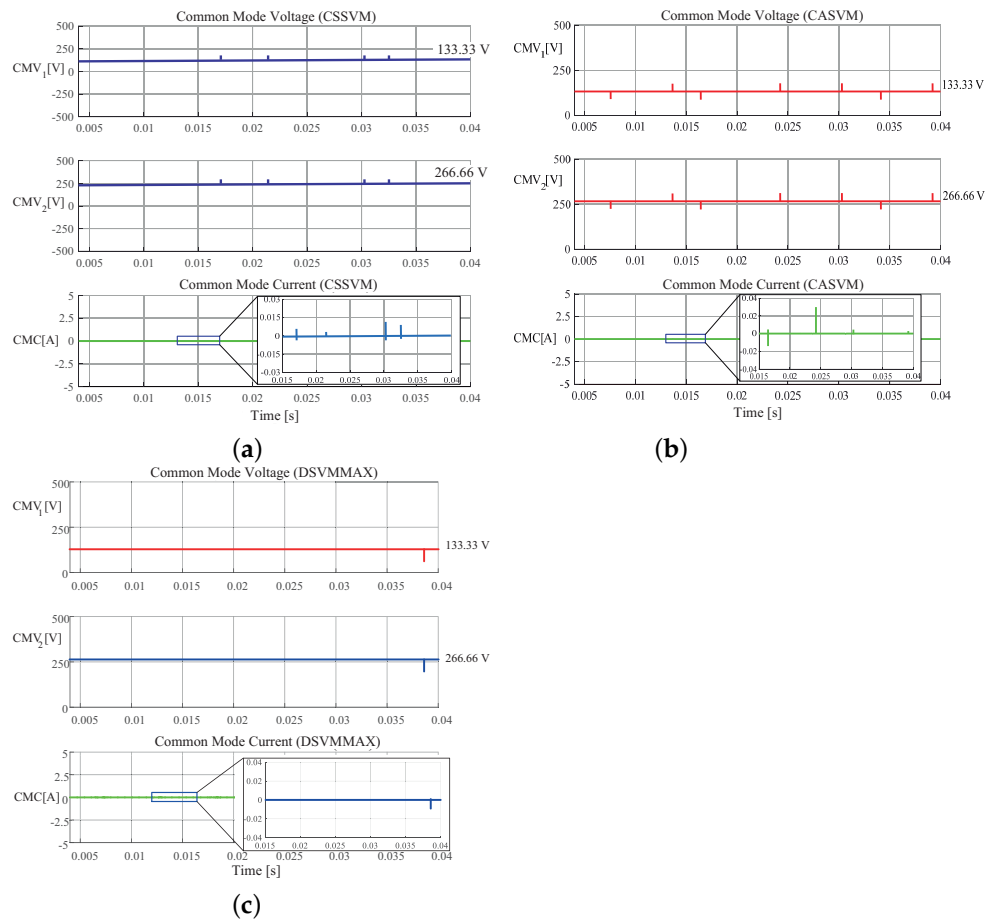 Common Mode Voltage (CSSVM)
500
250
0
-250
-500
CMV1[V]
133.33 V
0.005 0.01 0.015 0.02 0.025 0.03 0.035 0.04
500
250
0
-250
-500
CMV2[V]
266.66 V
0.005 0.01 0.015 0.02 0.025 0.03 0.035 0.04
Common Mode Current (CSSVM)
5
2.5
0
-2.5
-5
CMC[A]
0.03
0.015
0
-0.015
-0.03
0.015 0.02 0.025 0.03 0.035 0.04
0.005 0.01 0.015 0.02 0.025 0.03 0.035 0.04
Time [s]
(a)
Common Mode Voltage (CASVM)
500
250
0
CMV1[V]
133.33 V
0.005 0.01 0.015 0.02 0.025 0.03 0.035 0.04
500
250
0
CMV2[V]
266.66 V
0.005 0.01 0.015 0.02 0.025 0.03 0.035 0.04
Common Mode Current (CASVM)
5
2.5
0
-2.5
-5
CMC[A]
0.04
0.02
0
-0.02
-0.04
0.015 0.02 0.025 0.03 0.035 0.04
0.005 0.01 0.015 0.02 0.025 0.03 0.035 0.04
Time [s]
(b)
Common Mode Voltage (DSVMMAX)
500
250
0
CMV1[V]
133.33 V
0.005 0.01 0.015 0.02 0.025 0.03 0.035 0.04
500
250
0
CMV2[V]
266.66 V
0.005 0.01 0.015 0.02 0.025 0.03 0.035 0.04
Common Mode Current (DSVMMAX)
5
2.5
0
-2.5
-5
CMC[A]
0.04
0.02
0
-0.02
-0.04
0.015 0.02 0.025 0.03 0.035 0.04
0.005 0.01 0.015 0.02 0.025 0.03 0.035 0.04
Time [s]
(c)